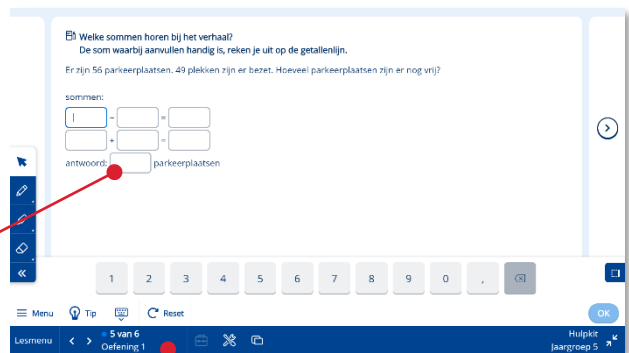 Welke sommen horen bij het verhaal?
De som waarbij aanvullen handig is, reken je uit op de getallenlijn.
Er zijn 56 parkeerplaatsen. 49 plekken zijn er bezet. Hoeveel parkeerplaatsen zijn er nog vrij?
sommen:
- =
+ =
antwoord: parkeerplaatsen
1 2 3 4 5 6 7 8 9 0 ,
Menu Tip Reset OK
Lesmenu 5 van 6 Hulpkit
Oefening 1 Jaargroep 5